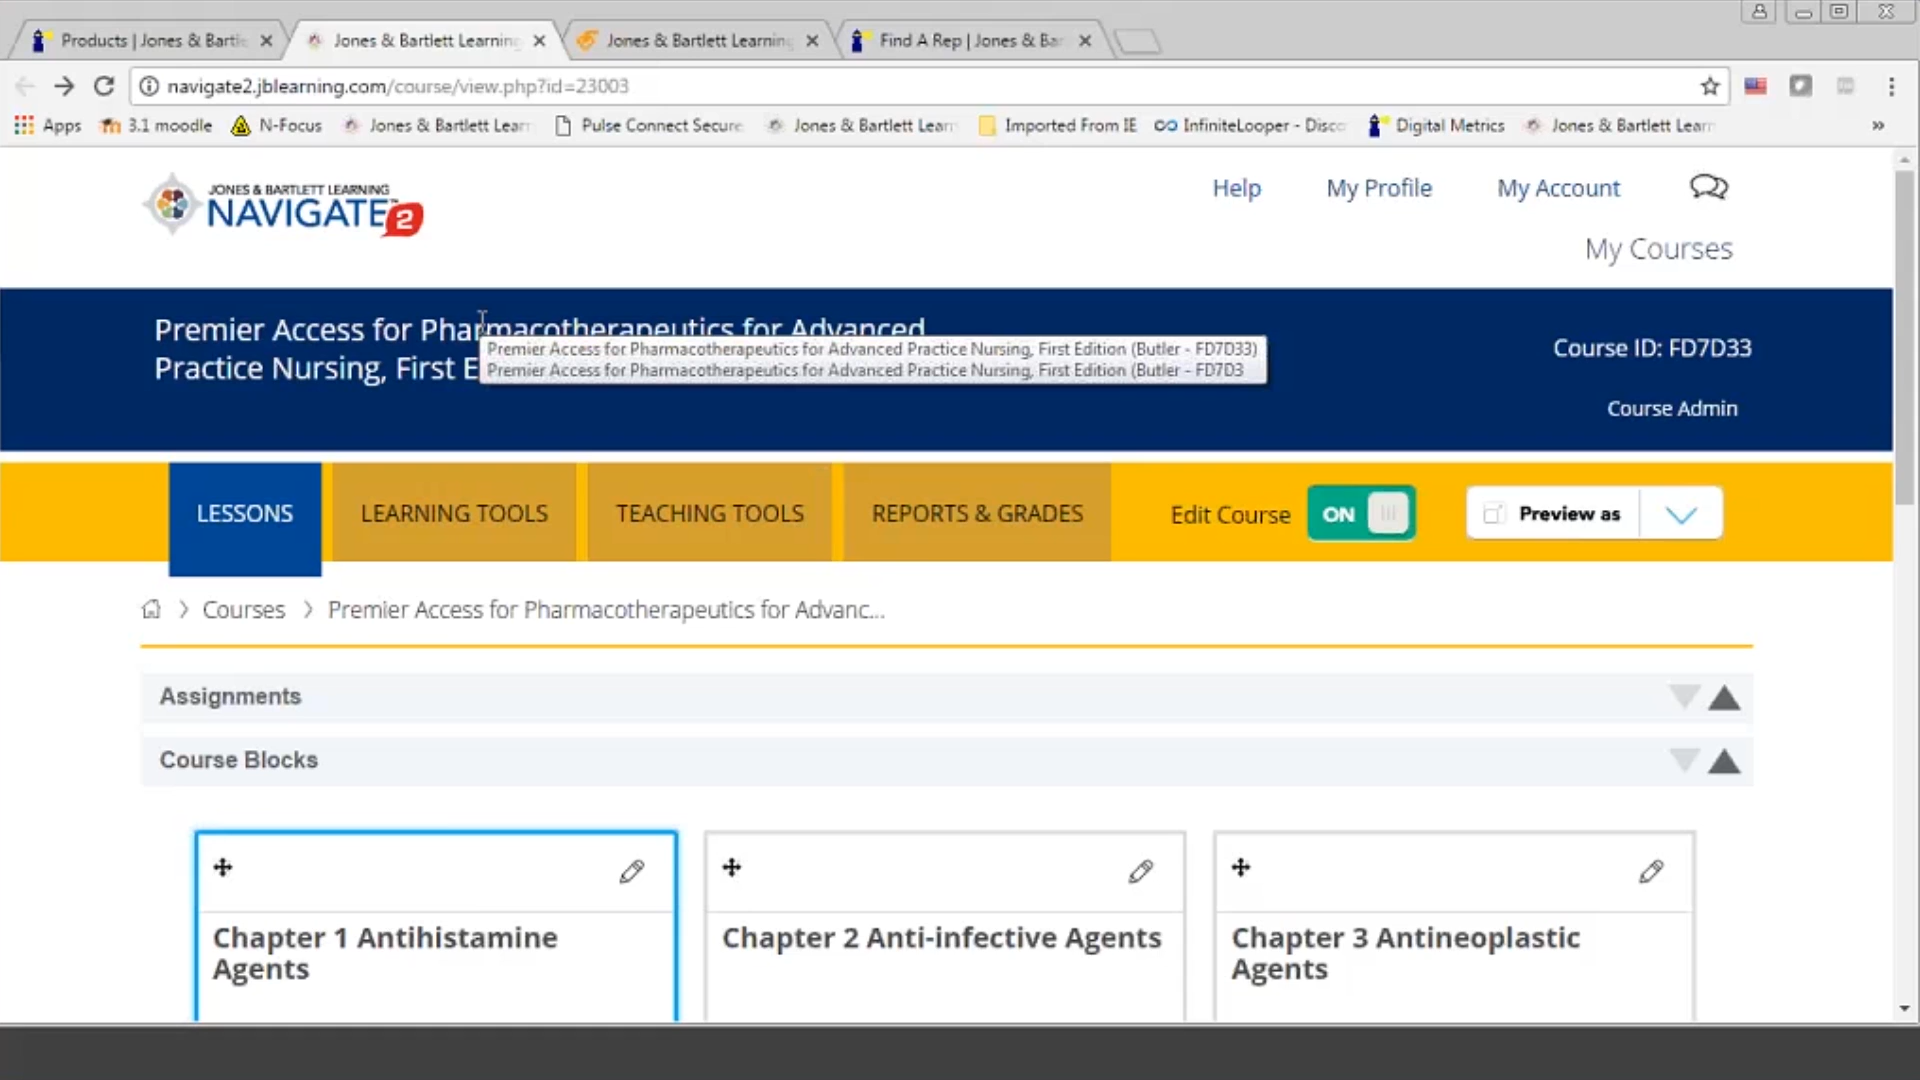 Products | Jones & Bartle
Jones & Bartlett Learning
Jones & Bartlett Learning
Find A Rep | Jones & Bar
navigate2.jblearning.com/course/view.php?id=23003
Apps
3.1 moodle
N-Focus
Jones & Bartlett Learn
Pulse Connect Secure
Jones & Bartlett Learn
Imported From IE
InfiniteLooper - Disco
Digital Metrics
Jones & Bartlett Learn
»
JONES & BARTLETT LEARNING
NAVIGATE 2
Help
My Profile
My Account
My Courses
Premier Access for Pharmacotherapeutics for Advanced
Practice Nursing, First E
Premier Access for Pharmacotherapeutics for Advanced Practice Nursing, First Edition (Butler - FD7D33)
Premier Access for Pharmacotherapeutics for Advanced Practice Nursing, First Edition (Butler - FD7D3
Course ID: FD7D33
Course Admin
LESSONS
LEARNING TOOLS
TEACHING TOOLS
REPORTS & GRADES
Edit Course
ON
Preview as
Courses
Premier Access for Pharmacotherapeutics for Advanc...
Assignments
Course Blocks
Chapter 1 Antihistamine
Agents
Chapter 2 Anti-infective Agents
Chapter 3 Antineoplastic
Agents